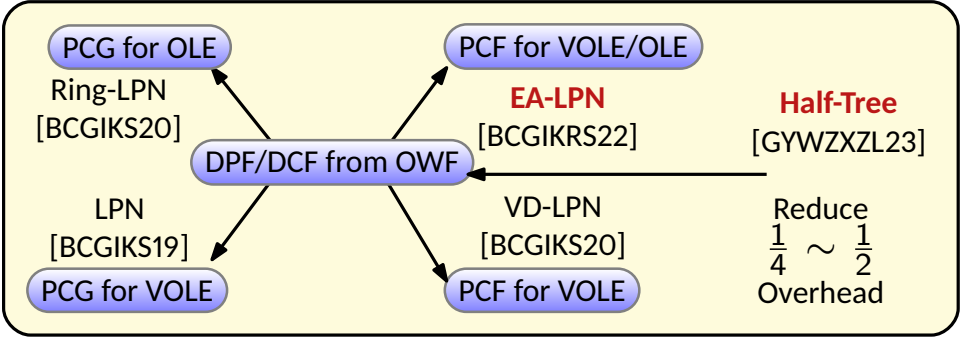 PCG for OLE
PCF for VOLE/OLE
Ring-LPN
[BCGIKS20]
EA-LPN
[BCGIKRS22]
Half-Tree
[GYWZXZL23]
DPF/DCF from OWF
LPN
[BCGIKS19]
VD-LPN
[BCGIKS20]
Reduce
1/4 ∼ 1/2
Overhead
PCG for VOLE
PCF for VOLE